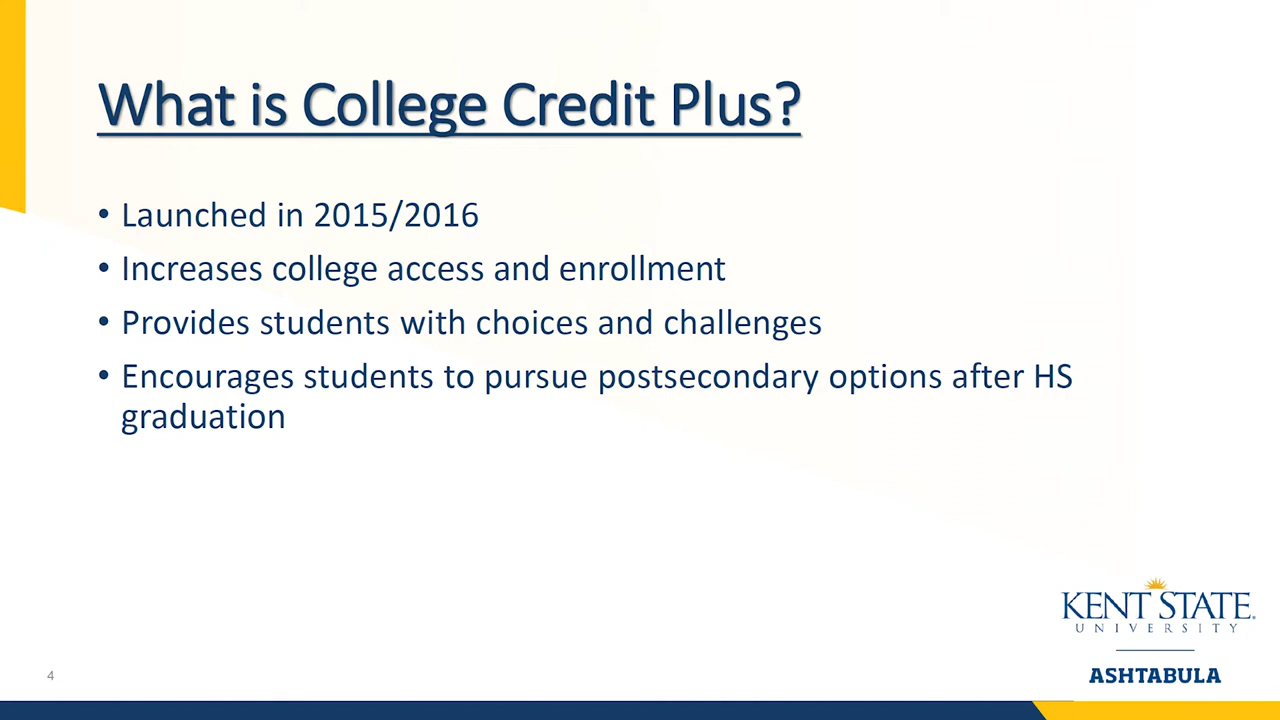 What is College Credit Plus?
• Launched in 2015/2016
• Increases college access and enrollment
• Provides students with choices and challenges
• Encourages students to pursue postsecondary options after HS
graduation
KENT STATE®
UNIVERSITY
ASHTABULA
4